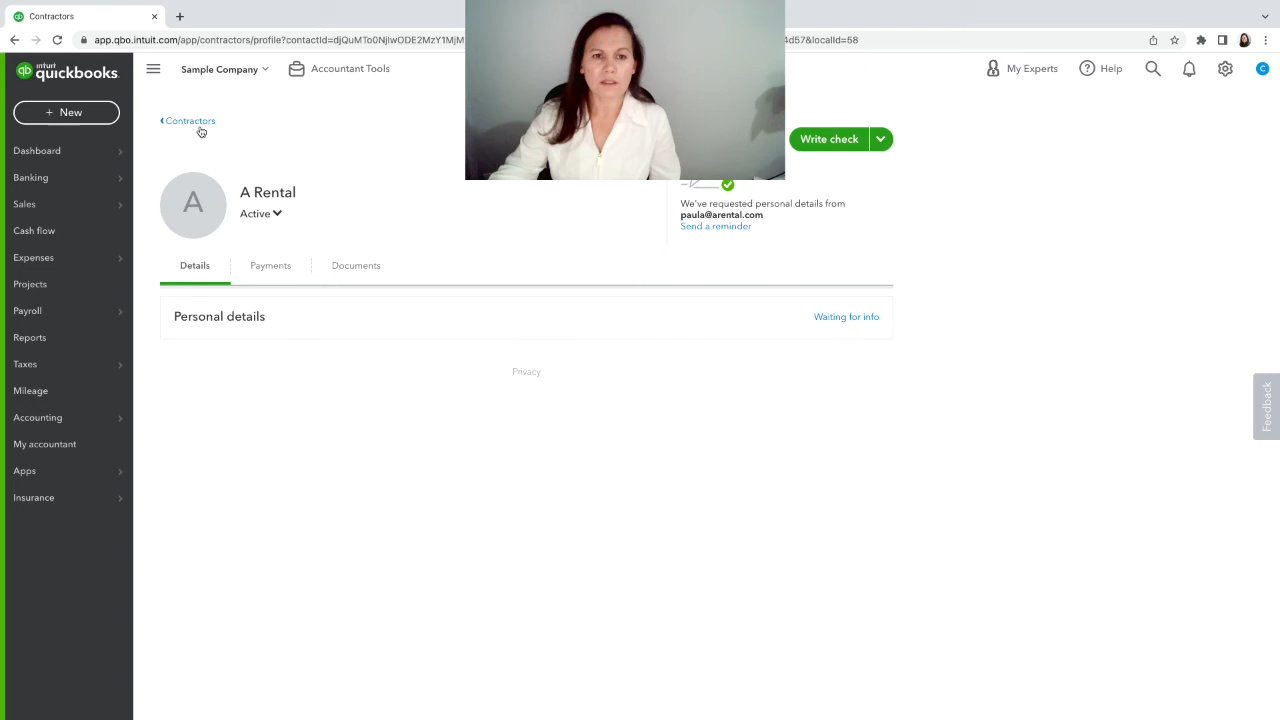 Contractors
app.qbo.intuit.com/app/contractors/profile?contactId=djQuMTo0NjIwODE2MzY1MjM
4d57&localId=58
intuit quickbooks.
Sample Company
Accountant Tools
My Experts
Help
C
+ New
Dashboard
Banking
Sales
Cash flow
Expenses
Projects
Payroll
Reports
Taxes
Mileage
Accounting
My accountant
Apps
Insurance
Contractors
Write check
A
A Rental
Active
We've requested personal details from
paula@arental.com
Send a reminder
Details
Payments
Documents
Personal details
Waiting for info
Privacy
Feedback